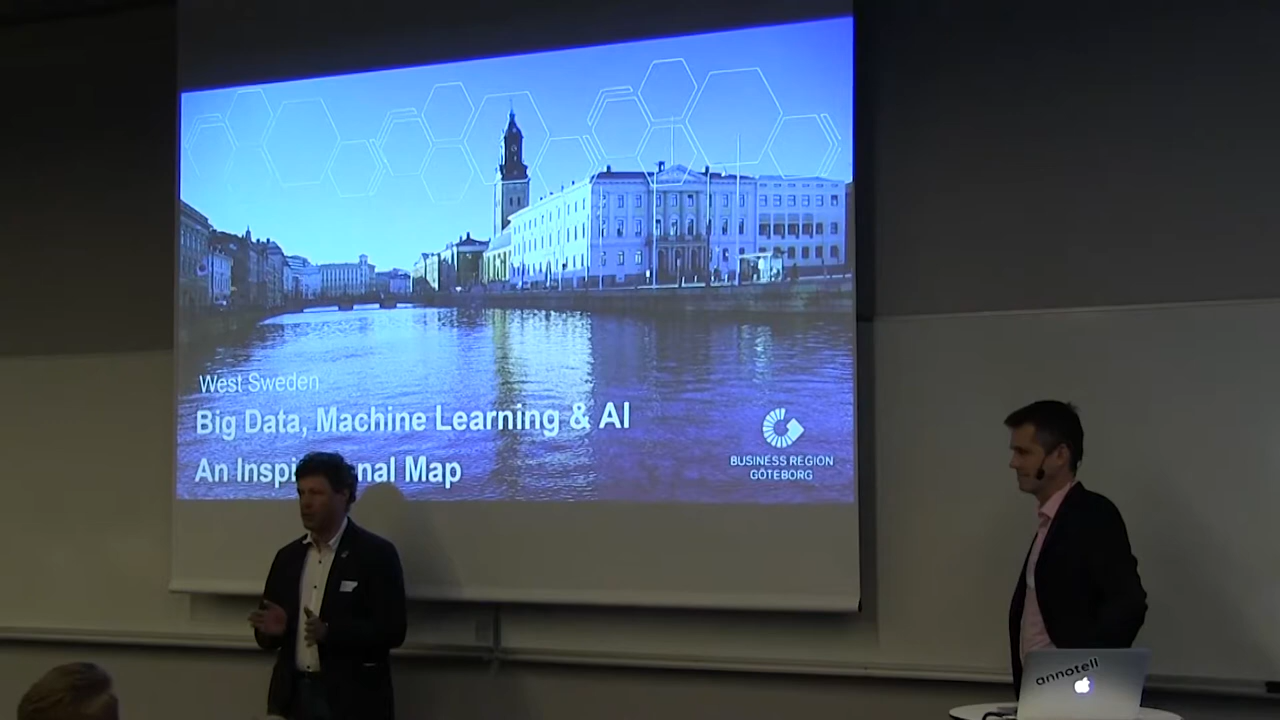 West Sweden
Big Data, Machine Learning & AI
An Inspi nal Map
BUSINESS REGION
GÖTEBORG
annotell